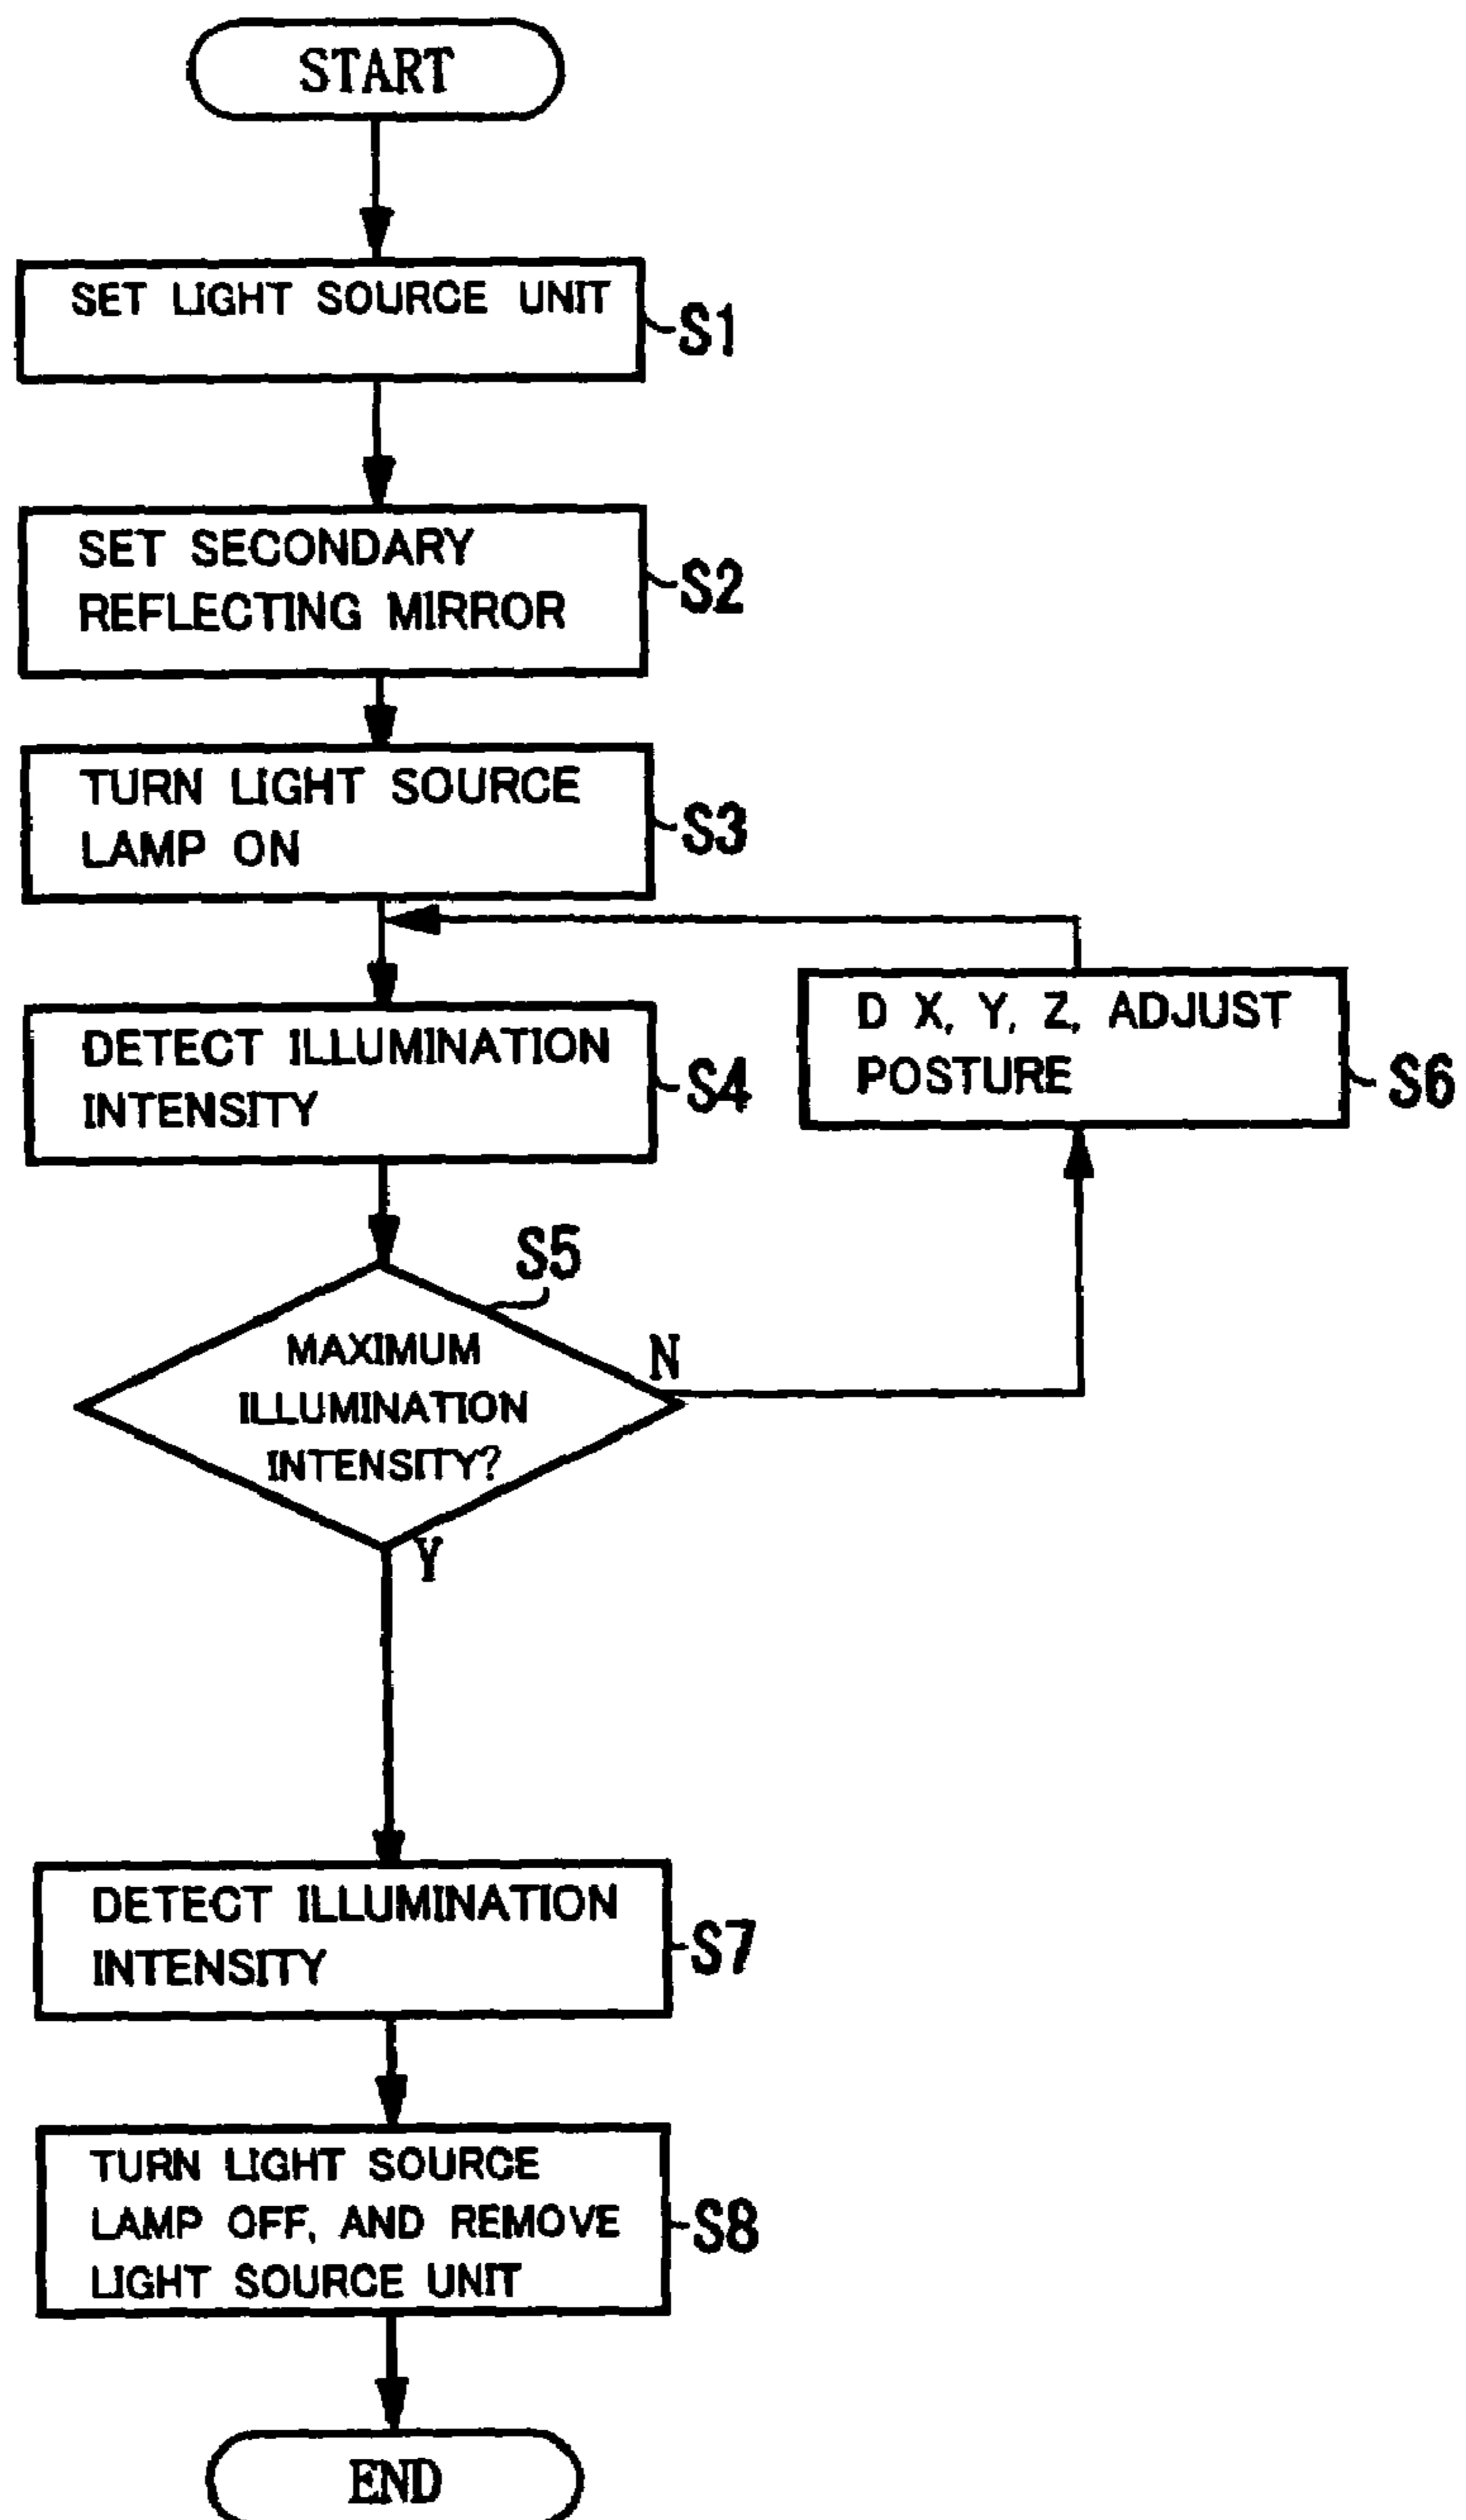 START
SET LIGHT SOURCE UNIT
S1
SET SECONDARY
REFLECTING MIRROR
S2
TURN LIGHT SOURCE
LAMP ON
S3
DETECT ILLUMINATION
INTENSITY
S4
D X, Y, Z, ADJUST
POSTURE
S6
S5
MAXIMUM
ILLUMINATION
INTENSITY?
N
Y
DETECT ILLUMINATION
INTENSITY
S7
TURN LIGHT SOURCE
LAMP OFF, AND REMOVE
LIGHT SOURCE UNIT
S8
END